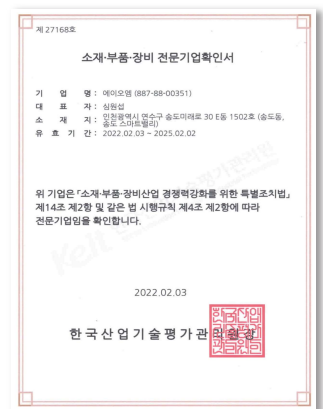 제 27168호
소재·부품·장비 전문기업확인서
기 업 명 : 에이오엠 (887-88-00351)
대 표 자 : 심원섭
소 재 지 : 인천광역시 연수구 송도미래로 30 E동 1502호 (송도동,
송도 스마트밸리)
유 효 기 간 : 2022.02.03 ~ 2025.02.02
위 기업은 「소재·부품·장비산업 경쟁력강화를 위한 특별조치법」
제14조 제2항 및 같은 법 시행규칙 제4조 제2항에 따라
전문기업임을 확인합니다.
Keit
2022.02.03
한국산업기술평가관리원장